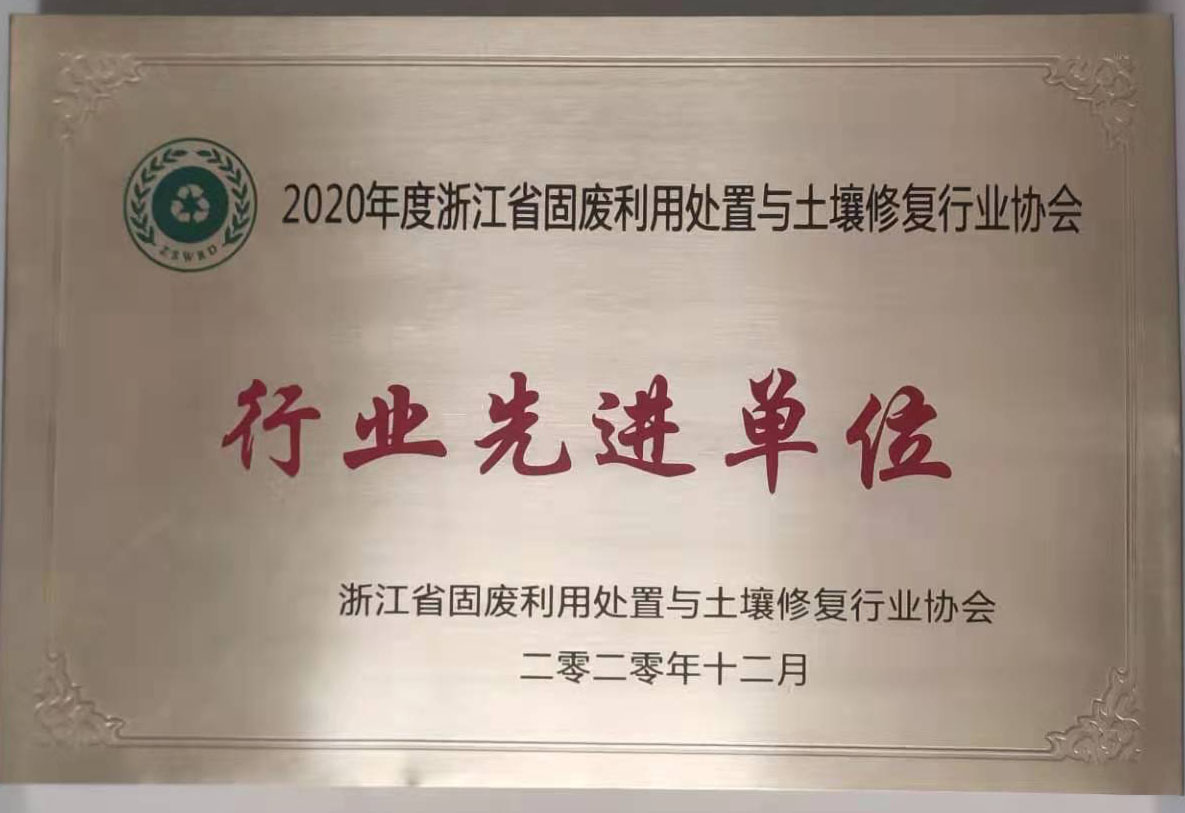 2020年度浙江省固废利用处置与土壤修复行业协会
ZSWRD
行业先进单位
浙江省固废利用处置与土壤修复行业协会
二零二零年十二月